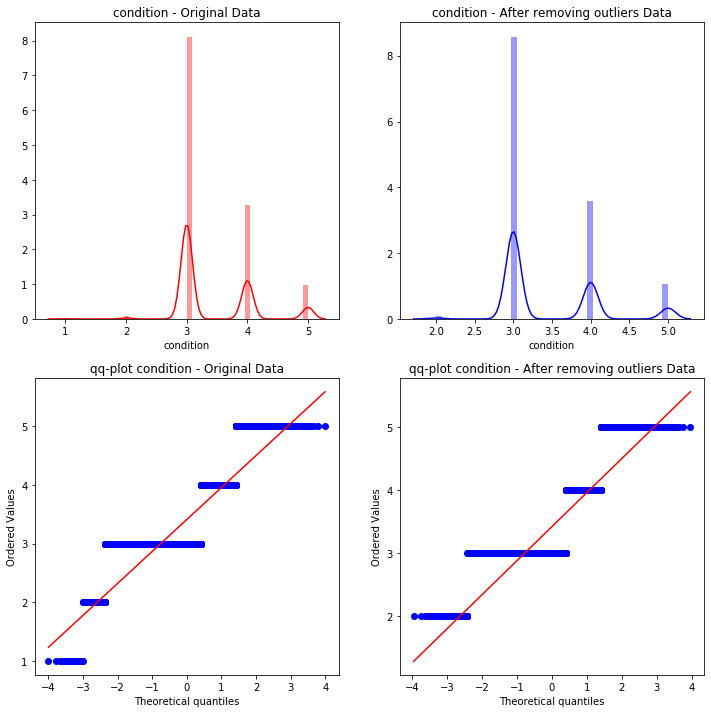 condition - Original Data
8
7
6
5
4
3
2
1
0
1 2 3 4 5
condition
condition - After removing outliers Data
8
6
4
2
0
2.0 2.5 3.0 3.5 4.0 4.5 5.0
condition
qq-plot condition - Original Data
Ordered Values
5
4
3
2
1
−4 −3 −2 −1 0 1 2 3 4
Theoretical quantiles
qq-plot condition - After removing outliers Data
Ordered Values
5
4
3
2
−4 −3 −2 −1 0 1 2 3 4
Theoretical quantiles